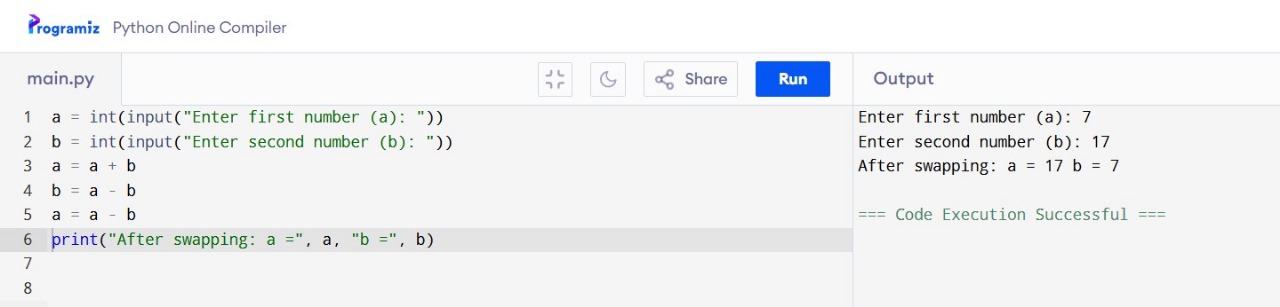 Programiz Python Online Compiler
main.py
Share
Run
Output
1 a = int(input("Enter first number (a): "))
2 b = int(input("Enter second number (b): "))
3 a = a + b
4 b = a - b
5 a = a - b
6 print("After swapping: a =", a, "b =", b)
7
8
Enter first number (a): 7
Enter second number (b): 17
After swapping: a = 17 b = 7
=== Code Execution Successful ===